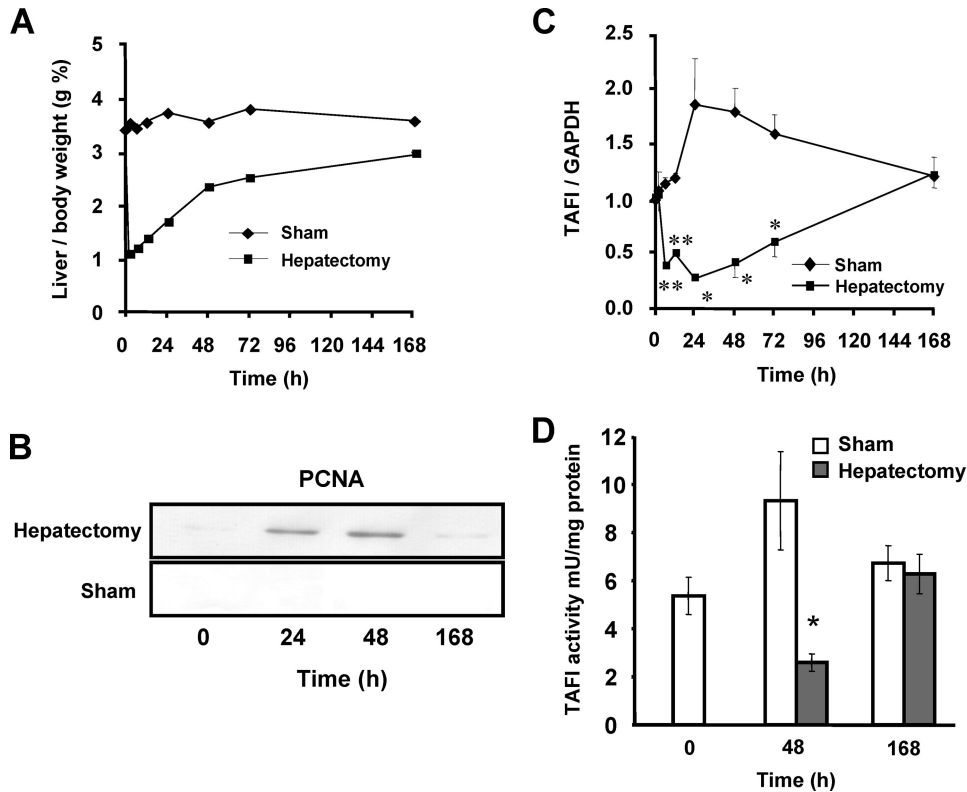 A
Liver / body weight (g %)
5
4
3
2
1
0
Sham
Hepatectomy
0 24 48 72 96 120 144 168
Time (h)
B
PCNA
Hepatectomy
Sham
0 24 48 168
Time (h)
C
TAFI / GAPDH
2.5
2.0
1.5
1.0
0.5
0.0
**
**
*
*
*
Sham
Hepatectomy
0 24 48 72 96 120 144 168
Time (h)
D
TAFI activity mU/mg protein
12
10
8
6
4
2
0
Sham
Hepatectomy
*
0 48 168
Time (h)